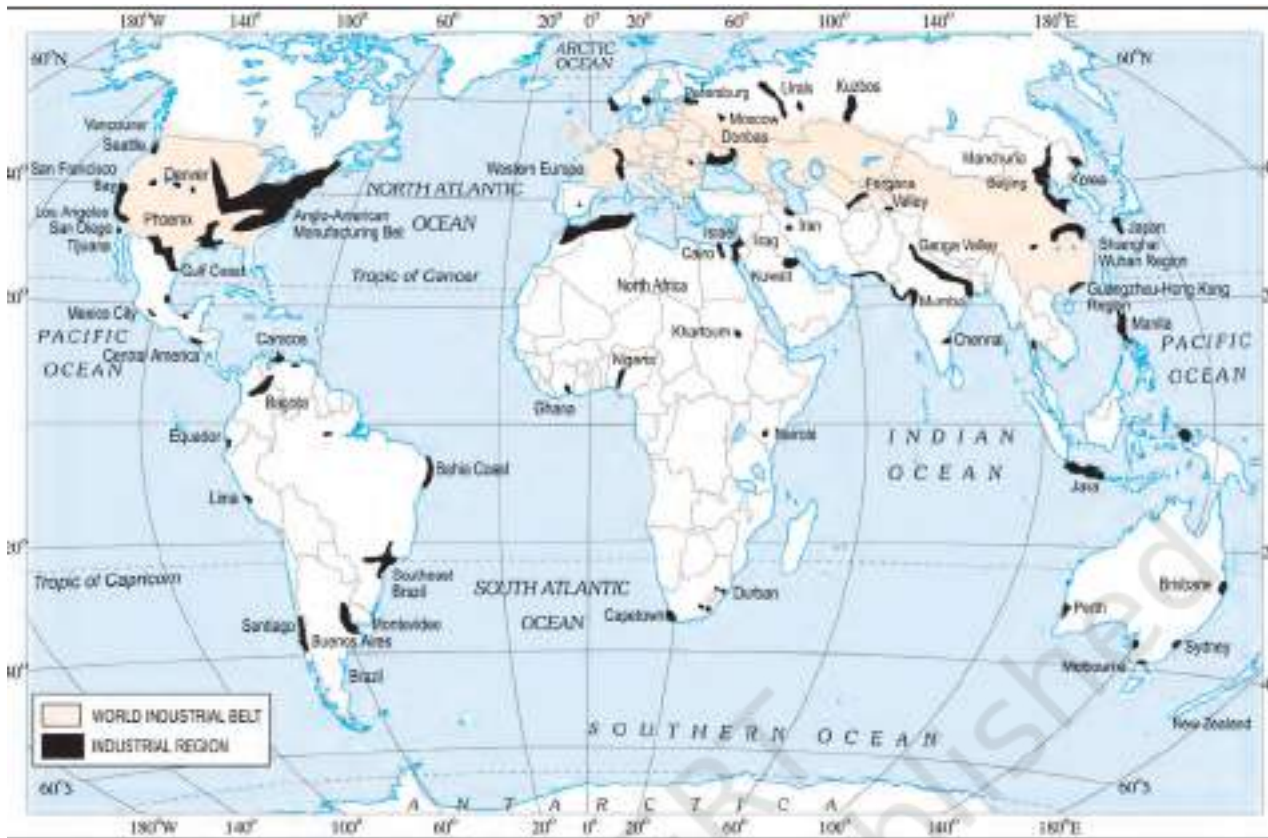 180°W 140° 100° 60° 20° 0° 20° 60° 100° 140° 180°E
ARCTIC
OCEAN
60°N
60°N
Urals
Kuzbas
Moscow
Donbas
Vancouver
Seattle
San Francisco
Bay
Denver
Los Angeles
San Diego
Tijuana
Phoenix
Western Europe
NORTH ATLANTIC
OCEAN
Anglo-American
Manufacturing Belt
Manchuria
Beijing
Korea
Japan
Fergana
Valley
Israel
Iraq
Iran
Cairo
Kuwait
Ganga Valley
Shanghai
Wuhan Region
Gulf Coast
Tropic of Cancer
North Africa
Mumbai
Guangzhou-Hong Kong
Region
Mexico City
Manila
PACIFIC
OCEAN
Central America
Khartoum
Chennai
PACIFIC
OCEAN
Nigeria
Ghana
Bogota
Nairobi
INDIAN
OCEAN
Bahia Coast
Lima
Java
20°
Tropic of Capricorn
Southeast
Brazil
SOUTH ATLANTIC
OCEAN
Durban
Capetown
Brisbane
Perth
Santiago
Montevideo
Buenos Aires
Sydney
Melbourne
Brazil
40°
WORLD INDUSTRIAL BELT
INDUSTRIAL REGION
SOUTHERN OCEAN
New Zealand
60°S
60°S
ANTARCTICA
180°W 140° 100° 60° 20° 0° 20° 60° 100° 140° 180°E